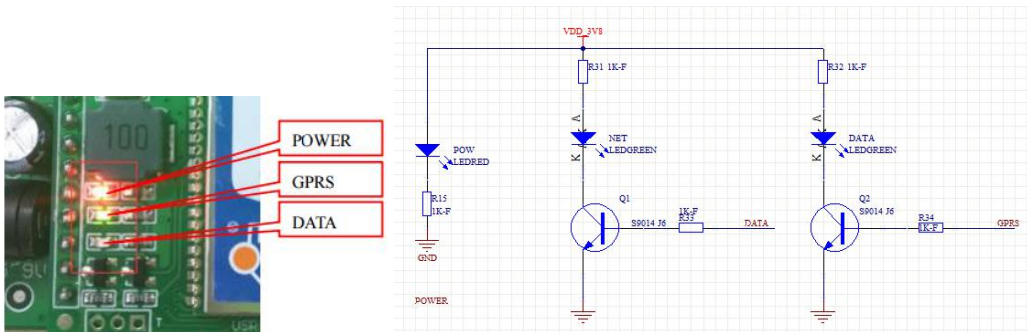 100
POWER
GPRS
DATA
VDD_3V8
R31 1K-F
R32 1K-F
A
A
NET
LEDGREEN
DATA
LEDGREEN
K
K
POW
LEDRED
R15
1K-F
Q1
S9014 J6
1K-F
R33
DATA
Q2
S9014 J6
R34
1K-F
GPRS
GND
POWER